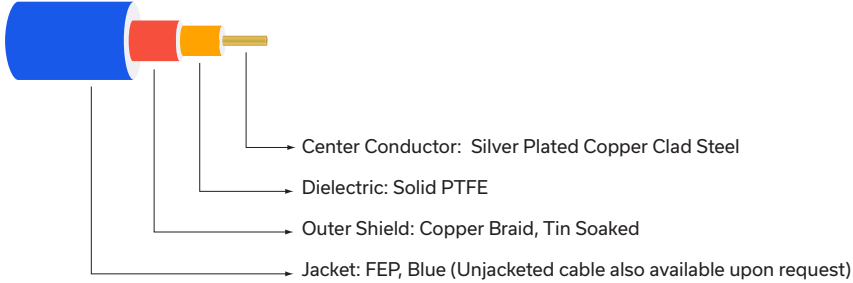 Center Conductor:  Silver Plated Copper Clad Steel
Dielectric: Solid PTFE
Outer Shield: Copper Braid, Tin Soaked
Jacket: FEP, Blue (Unjacketed cable also available upon request)